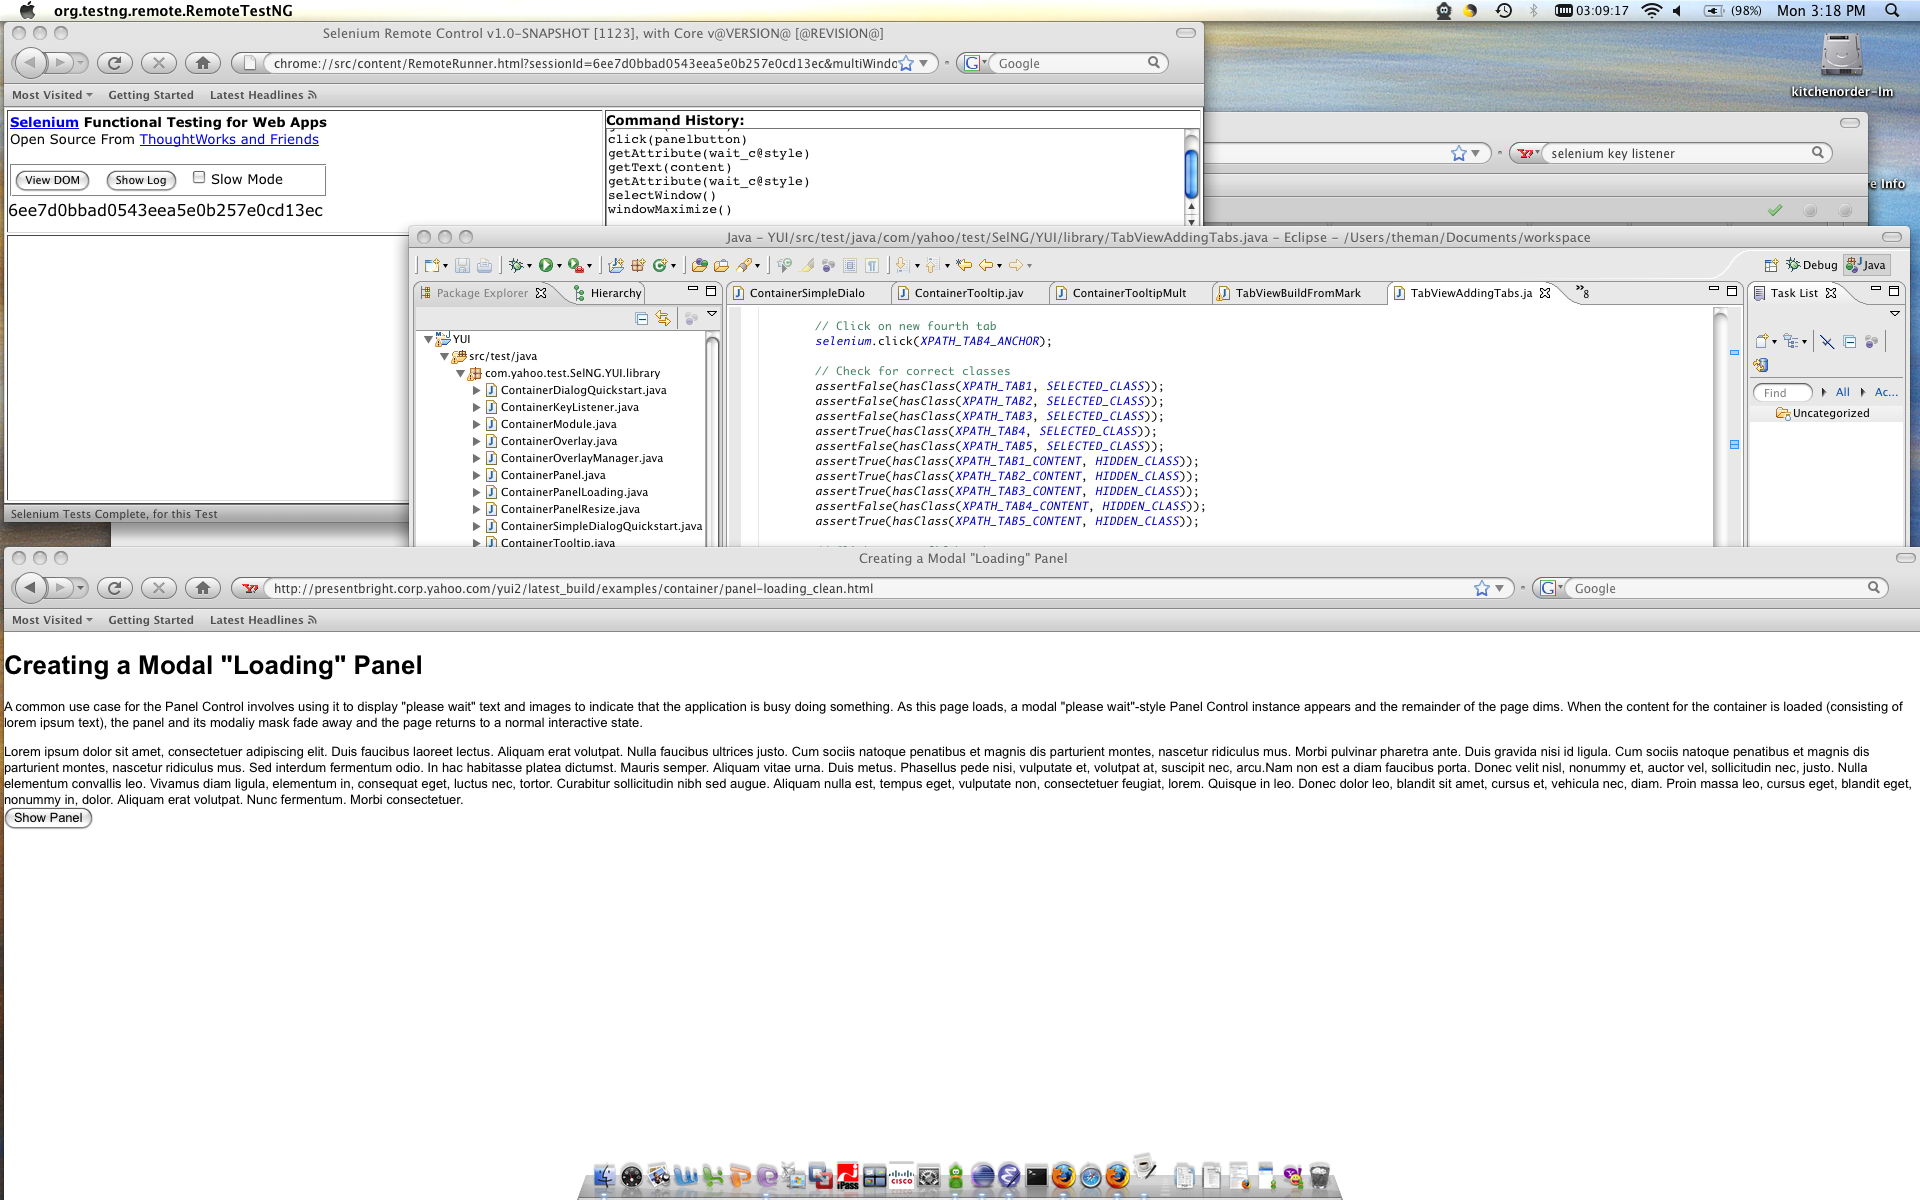 org.testng.remote.RemoteTestNG
03:09:17
(98%)
Mon 3:18 PM
kitchenorder-lm
Selenium Remote Control v1.0-SNAPSHOT [1123], with Core v@VERSION@ [@REVISION@]
chrome://src/content/RemoteRunner.html?sessionId=6ee7d0bbad0543eea5e0b257e0cd13ec&multiWindo
Google
Most Visited
Getting Started
Latest Headlines
Selenium Functional Testing for Web Apps
Open Source From ThoughtWorks and Friends
View DOM
Show Log
Slow Mode
6ee7d0bbad0543eea5e0b257e0cd13ec
Command History:
click(panelbutton)
getAttribute(wait_c@style)
getText(content)
getAttribute(wait_c@style)
selectWindow()
windowMaximize()
Selenium Tests Complete, for this Test
selenium key listener
e Info
Java – YUI/src/test/java/com/yahoo/test/SelNG/YUI/library/TabViewAddingTabs.java – Eclipse – /Users/theman/Documents/workspace
Debug
Java
Package Explorer
Hierarchy
YUI
src/test/java
com.yahoo.test.SelNG.YUI.library
ContainerDialogQuickstart.java
ContainerKeyListener.java
ContainerModule.java
ContainerOverlay.java
ContainerOverlayManager.java
ContainerPanel.java
ContainerPanelLoading.java
ContainerPanelResize.java
ContainerSimpleDialogQuickstart.java
ContainerTooltip.java
ContainerSimpleDialo
ContainerTooltip.jav
ContainerTooltipMult
TabViewBuildFromMark
TabViewAddingTabs.ja
»8
// Click on new fourth tab
selenium.click(XPATH_TAB4_ANCHOR);
// Check for correct classes
assertFalse(hasClass(XPATH_TAB1, SELECTED_CLASS));
assertFalse(hasClass(XPATH_TAB2, SELECTED_CLASS));
assertFalse(hasClass(XPATH_TAB3, SELECTED_CLASS));
assertTrue(hasClass(XPATH_TAB4, SELECTED_CLASS));
assertFalse(hasClass(XPATH_TAB5, SELECTED_CLASS));
assertTrue(hasClass(XPATH_TAB1_CONTENT, HIDDEN_CLASS));
assertTrue(hasClass(XPATH_TAB2_CONTENT, HIDDEN_CLASS));
assertTrue(hasClass(XPATH_TAB3_CONTENT, HIDDEN_CLASS));
assertFalse(hasClass(XPATH_TAB4_CONTENT, HIDDEN_CLASS));
assertTrue(hasClass(XPATH_TAB5_CONTENT, HIDDEN_CLASS));
Task List
Find
All
Ac...
Uncategorized
Creating a Modal "Loading" Panel
http://presentbright.corp.yahoo.com/yui2/latest_build/examples/container/panel-loading_clean.html
Google
Most Visited
Getting Started
Latest Headlines
Creating a Modal "Loading" Panel
A common use case for the Panel Control involves using it to display "please wait" text and images to indicate that the application is busy doing something. As this page loads, a modal "please wait"-style Panel Control instance appears and the remainder of the page dims. When the content for the container is loaded (consisting of
lorem ipsum text), the panel and its modaliy mask fade away and the page returns to a normal interactive state.
Lorem ipsum dolor sit amet, consectetuer adipiscing elit. Duis faucibus laoreet lectus. Aliquam erat volutpat. Nulla faucibus ultrices justo. Cum sociis natoque penatibus et magnis dis parturient montes, nascetur ridiculus mus. Morbi pulvinar pharetra ante. Duis gravida nisi id ligula. Cum sociis natoque penatibus et magnis dis
parturient montes, nascetur ridiculus mus. Sed interdum fermentum odio. In hac habitasse platea dictumst. Mauris semper. Aliquam vitae urna. Duis metus. Phasellus pede nisi, vulputate et, volutpat at, suscipit nec, arcu.Nam non est a diam faucibus porta. Donec velit nisl, nonummy et, auctor vel, sollicitudin nec, justo. Nulla
elementum convallis leo. Vivamus diam ligula, elementum in, consequat eget, luctus nec, tortor. Curabitur sollicitudin nibh sed augue. Aliquam nulla est, tempus eget, vulputate non, consectetuer feugiat, lorem. Quisque in leo. Donec dolor leo, blandit sit amet, cursus et, vehicula nec, diam. Proin massa leo, cursus eget, blandit eget,
nonummy in, dolor. Aliquam erat volutpat. Nunc fermentum. Morbi consectetuer.
Show Panel
iPass
CISCO